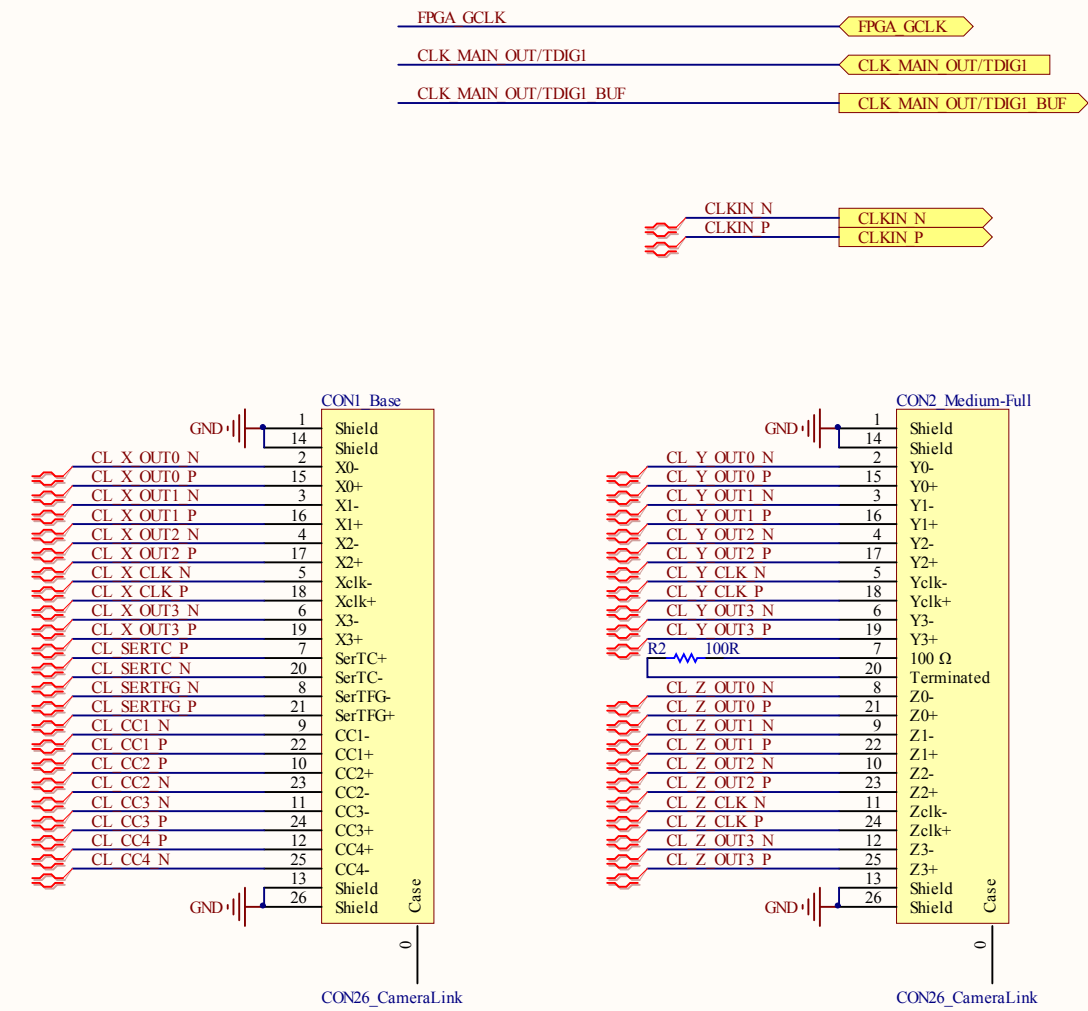 FPGA_GCLK FPGA_GCLK
CLK_MAIN_OUT/TDIG1 CLK_MAIN_OUT/TDIG1
CLK_MAIN_OUT/TDIG1_BUF CLK_MAIN_OUT/TDIG1_BUF
CLKIN_N CLKIN_N
CLKIN_P CLKIN_P
CON1_Base
GND 1 Shield
14 Shield
CL_X_OUT0_N 2 X0-
CL_X_OUT0_P 15 X0+
CL_X_OUT1_N 3 X1-
CL_X_OUT1_P 16 X1+
CL_X_OUT2_N 4 X2-
CL_X_OUT2_P 17 X2+
CL_X_CLK_N 5 Xclk-
CL_X_CLK_P 18 Xclk+
CL_X_OUT3_N 6 X3-
CL_X_OUT3_P 19 X3+
CL_SERTC_P 7 SerTC+
CL_SERTC_N 20 SerTC-
CL_SERTFG_N 8 SerTFG-
CL_SERTFG_P 21 SerTFG+
CL_CC1_N 9 CC1-
CL_CC1_P 22 CC1+
CL_CC2_P 10 CC2+
CL_CC2_N 23 CC2-
CL_CC3_N 11 CC3-
CL_CC3_P 24 CC3+
CL_CC4_P 12 CC4+
CL_CC4_N 25 CC4-
13 Shield
GND 26 Shield
Case
0
CON26_CameraLink
CON2_Medium-Full
GND 1 Shield
14 Shield
CL_Y_OUT0_N 2 Y0-
CL_Y_OUT0_P 15 Y0+
CL_Y_OUT1_N 3 Y1-
CL_Y_OUT1_P 16 Y1+
CL_Y_OUT2_N 4 Y2-
CL_Y_OUT2_P 17 Y2+
CL_Y_CLK_N 5 Yclk-
CL_Y_CLK_P 18 Yclk+
CL_Y_OUT3_N 6 Y3-
CL_Y_OUT3_P 19 Y3+
R2 100R 7 100 Ω
20 Terminated
CL_Z_OUT0_N 8 Z0-
CL_Z_OUT0_P 21 Z0+
CL_Z_OUT1_N 9 Z1-
CL_Z_OUT1_P 22 Z1+
CL_Z_OUT2_N 10 Z2-
CL_Z_OUT2_P 23 Z2+
CL_Z_CLK_N 11 Zclk-
CL_Z_CLK_P 24 Zclk+
CL_Z_OUT3_N 12 Z3-
CL_Z_OUT3_P 25 Z3+
13 Shield
GND 26 Shield
Case
0
CON26_CameraLink